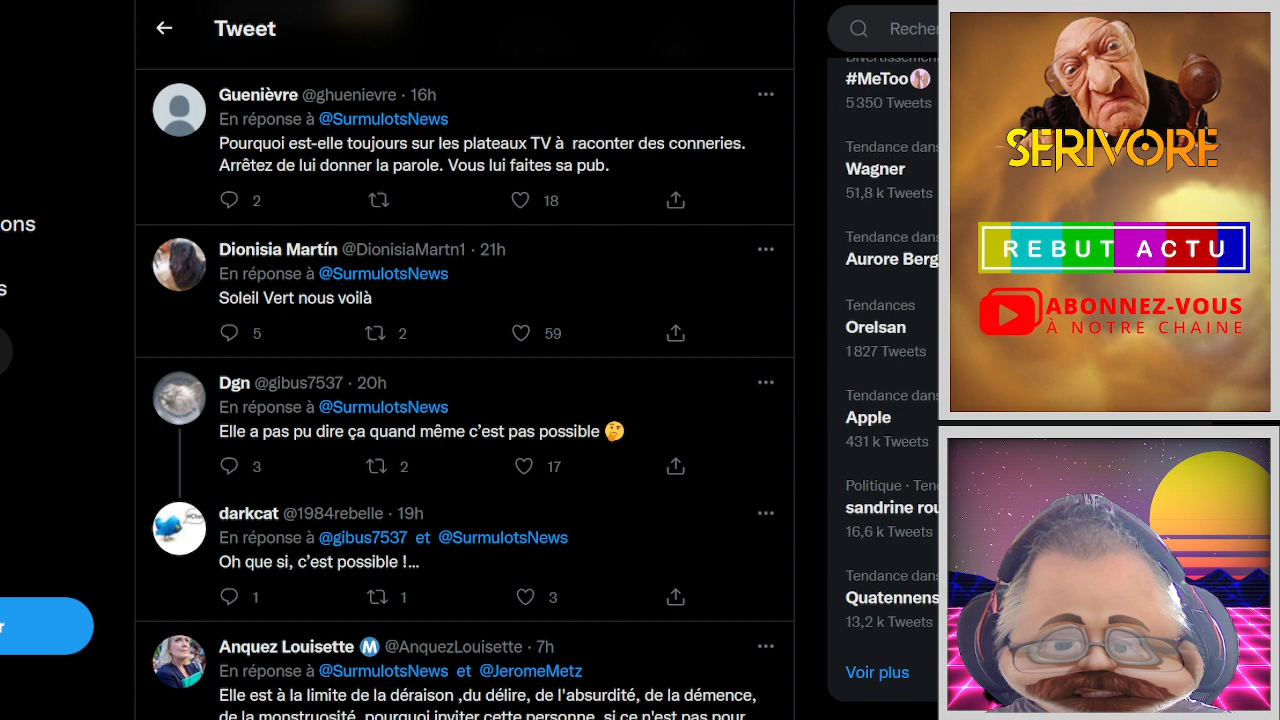 Tweet
Guenièvre @ghuenievre · 16h
En réponse à @SurmulotsNews
Pourquoi est-elle toujours sur les plateaux TV à raconter des conneries.
Arrêtez de lui donner la parole. Vous lui faites sa pub.
2 18
Dionisia Martín @DionisiaMartn1 · 21h
En réponse à @SurmulotsNews
Soleil Vert nous voilà
5 2 59
Dgn @gibus7537 · 20h
En réponse à @SurmulotsNews
Elle a pas pu dire ça quand même c’est pas possible 🤔
3 2 17
darkcat @1984rebelle · 19h
En réponse à @gibus7537 et @SurmulotsNews
Oh que si, c’est possible !...
1 1 3
Anquez Louisette Ⓜ @AnquezLouisette · 7h
En réponse à @SurmulotsNews et @JeromeMetz
Elle est à la limite de la déraison ,du délire, de l'absurdité, de la démence,
de la monstruosité, pourquoi inviter cette personne, si ce n'est pas pour
ons
s
r
Recher
Divertissement
#MeToo
5 350 Tweets
Tendance dans
Wagner
51,8 k Tweets
Tendance dans
Aurore Berg
Tendances
Orelsan
1 827 Tweets
Tendance dans
Apple
431 k Tweets
Politique · Ten
sandrine rou
16,6 k Tweets
Tendance dans
Quatennens
13,2 k Tweets
Voir plus
SERIVORE
REBUT ACTU
ABONNEZ-VOUS
À NOTRE CHAINE